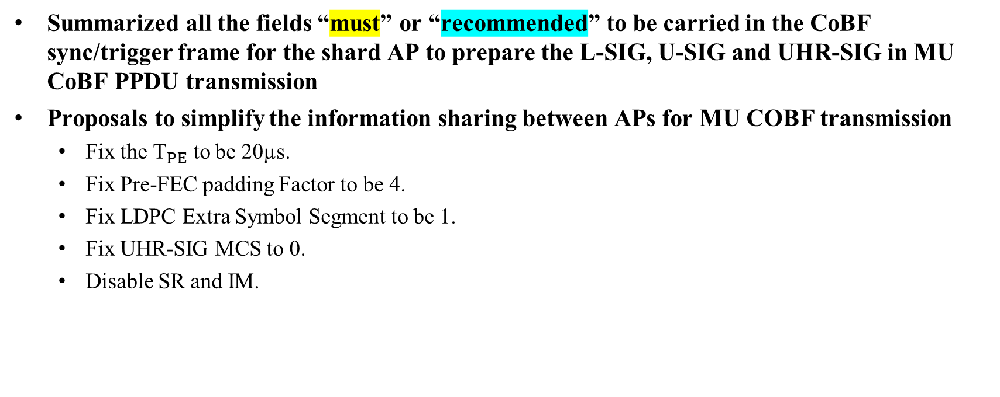 • Summarized all the fields “must” or “recommended” to be carried in the CoBF
sync/trigger frame for the shard AP to prepare the L-SIG, U-SIG and UHR-SIG in MU
CoBF PPDU transmission
• Proposals to simplify the information sharing between APs for MU COBF transmission
• Fix the T_PE to be 20μs.
• Fix Pre-FEC padding Factor to be 4.
• Fix LDPC Extra Symbol Segment to be 1.
• Fix UHR-SIG MCS to 0.
• Disable SR and IM.